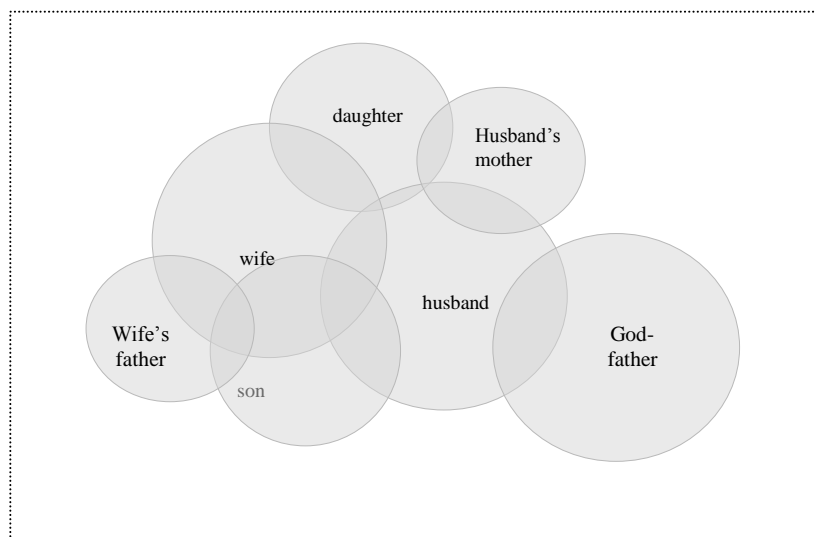 daughter
Husband’s
mother
wife
husband
Wife’s
father
God-
father
son